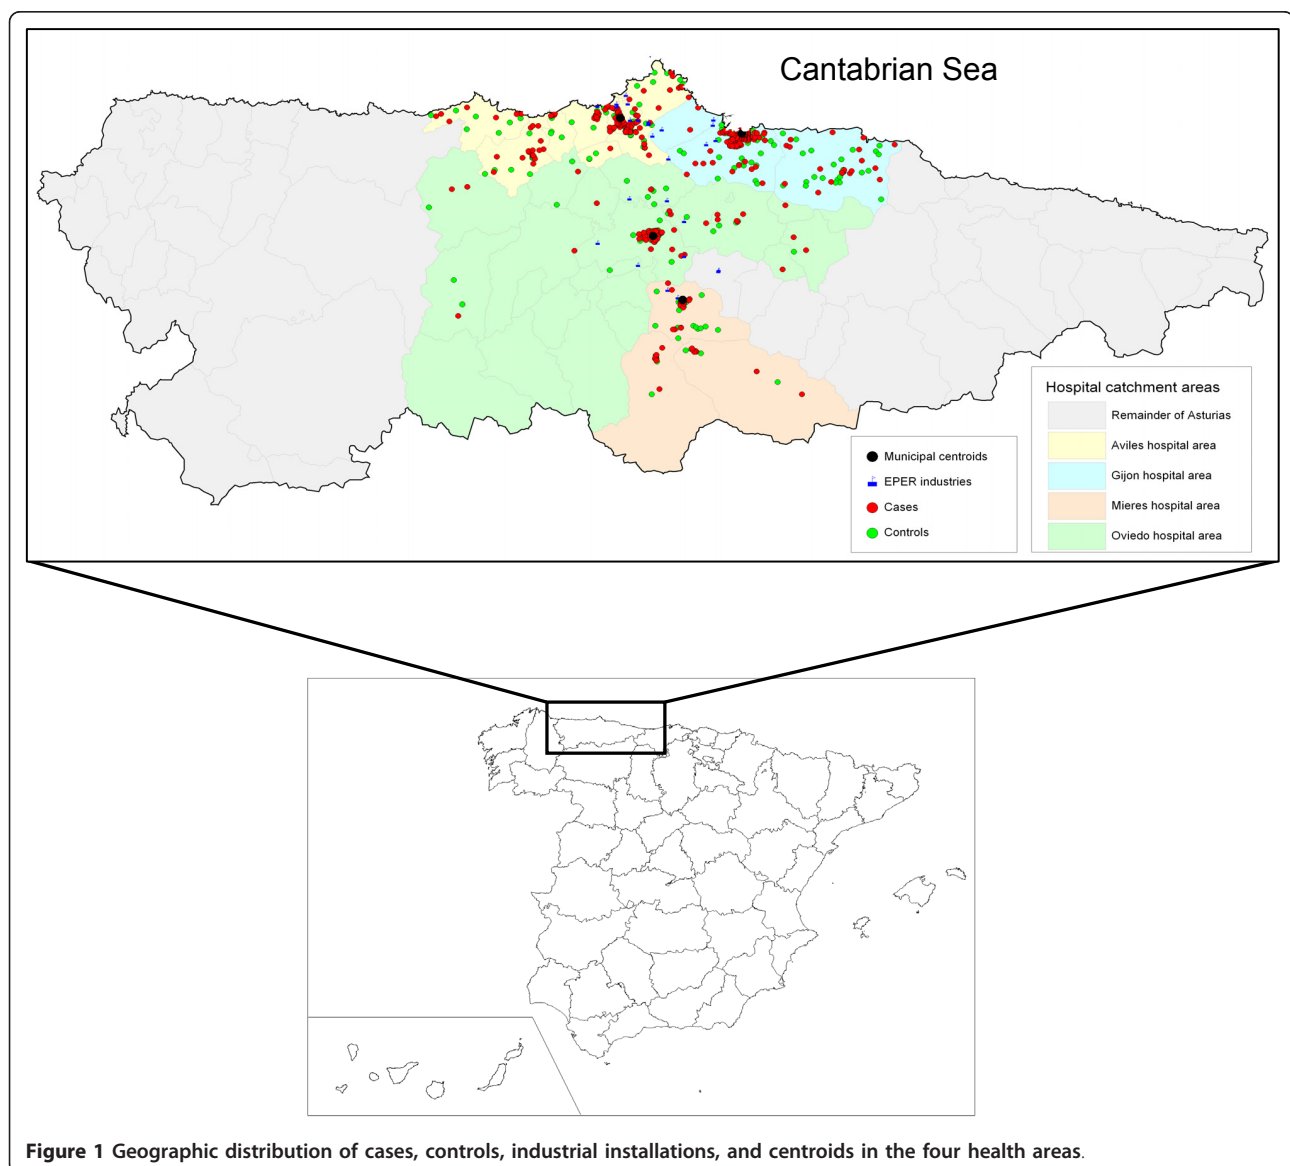 Cantabrian Sea
Hospital catchment areas
Remainder of Asturias
Aviles hospital area
Gijon hospital area
Mieres hospital area
Oviedo hospital area
Municipal centroids
EPER industries
Cases
Controls
Figure 1 Geographic distribution of cases, controls, industrial installations, and centroids in the four health areas.